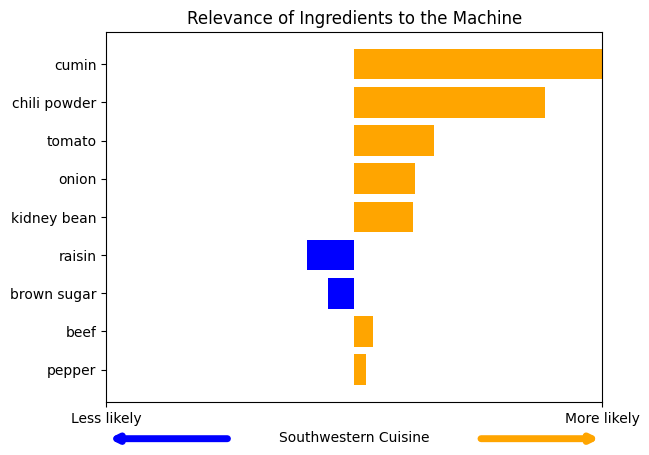 Relevance of Ingredients to the Machine
cumin
chili powder
tomato
onion
kidney bean
raisin
brown sugar
beef
pepper
Less likely
More likely
Southwestern Cuisine